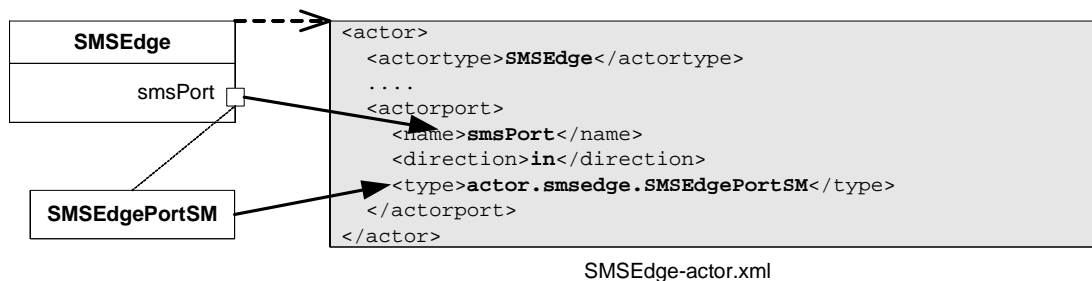 SMSEdge
smsPort
SMSEdgePortSM
<actor>
<actortype>SMSEdge</actortype>
....
<actorport>
<name>smsPort</name>
<direction>in</direction>
<type>actor.smsedge.SMSEdgePortSM</type>
</actorport>
</actor>
SMSEdge-actor.xml